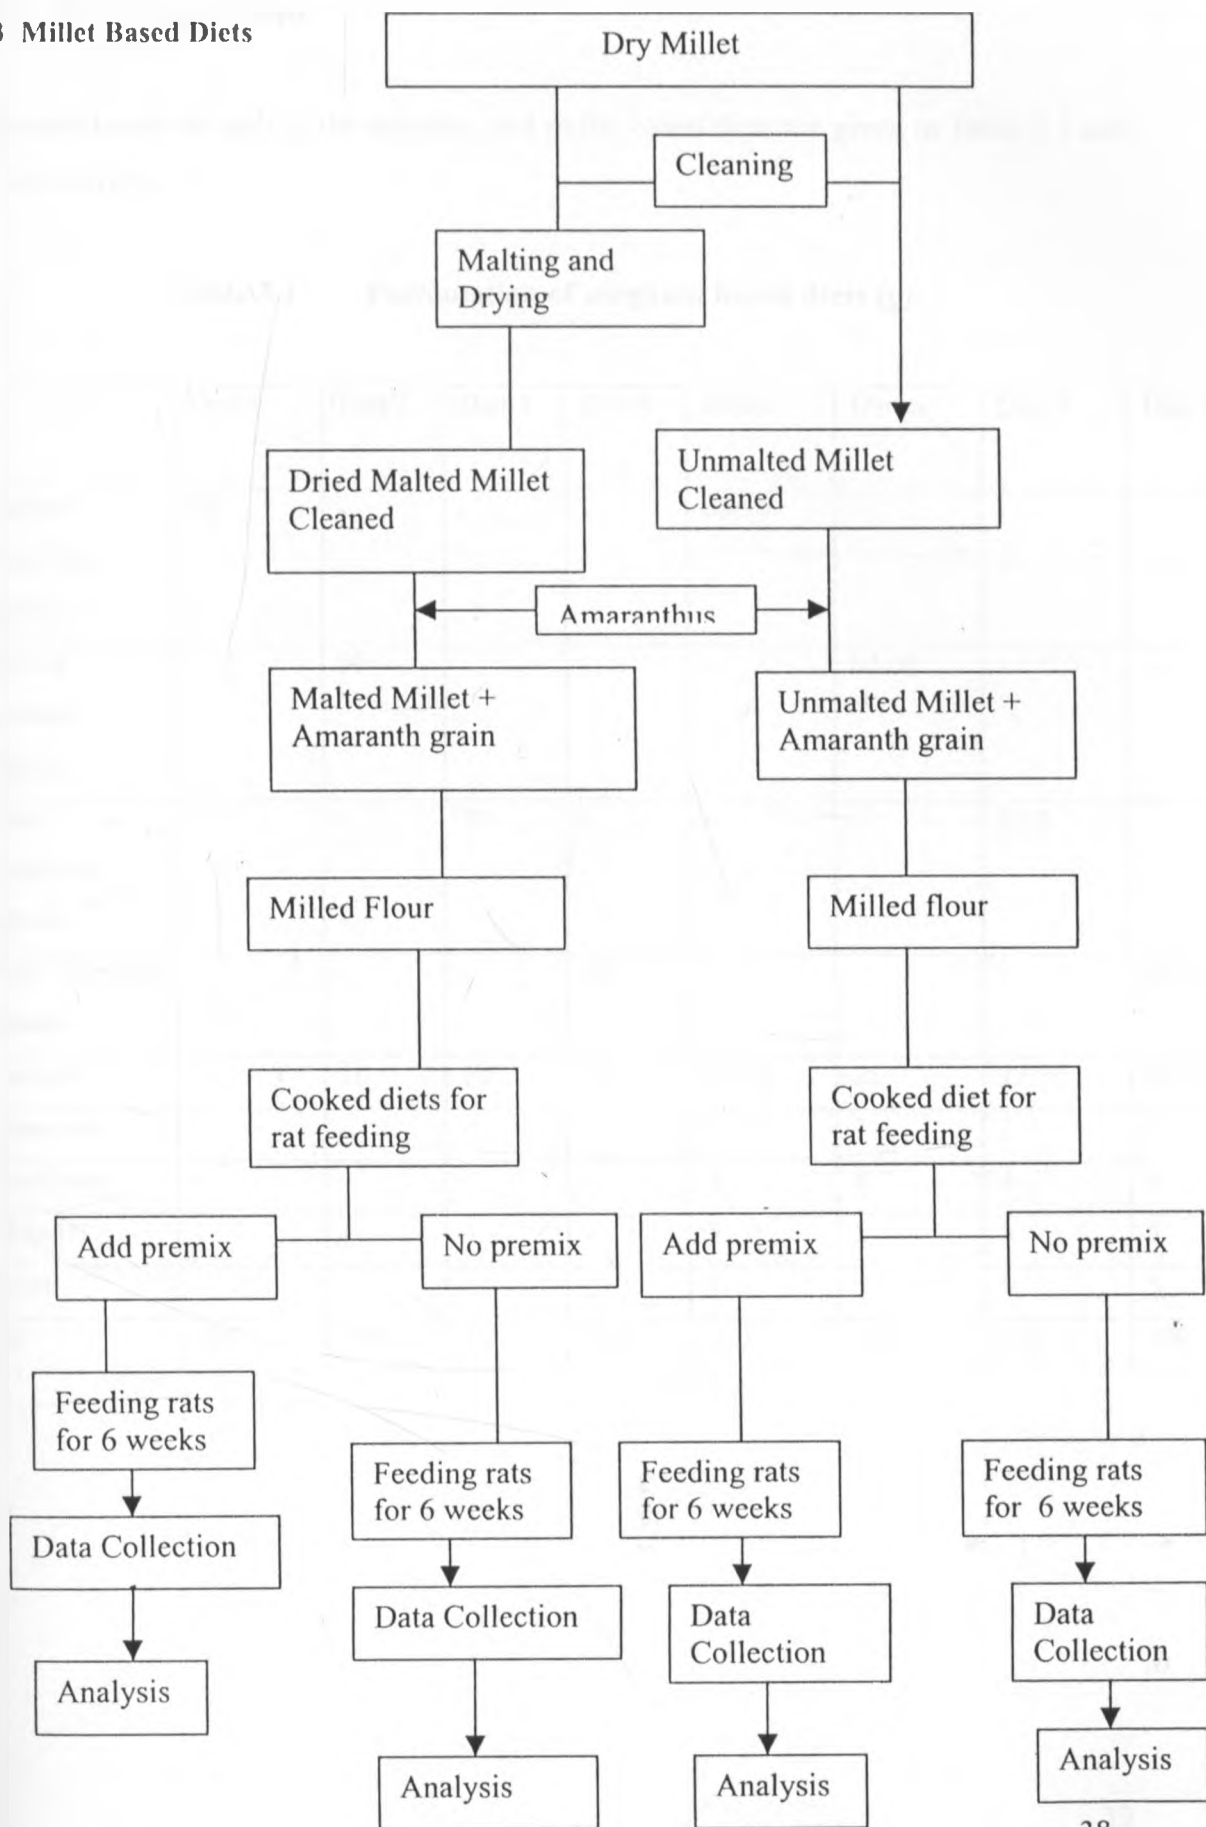 3 Millet Based Diets
Dry Millet
Cleaning
Malting and
Drying
Dried Malted Millet
Cleaned
Unmalted Millet
Cleaned
Amaranthus
Malted Millet +
Amaranth grain
Unmalted Millet +
Amaranth grain
Milled Flour
Milled flour
Cooked diets for
rat feeding
Cooked diet for
rat feeding
Add premix
No premix
Add premix
No premix
Feeding rats
for 6 weeks
Feeding rats
for 6 weeks
Feeding rats
for 6 weeks
Feeding rats
for 6 weeks
Data Collection
Data Collection
Data
Collection
Data
Collection
Analysis
Analysis
Analysis
Analysis
38